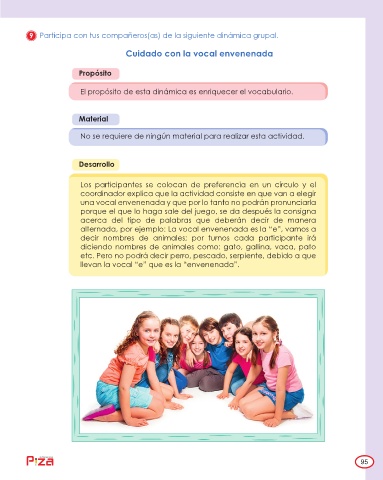 9 Participa con tus compañeros(as) de la siguiente dinámica grupal.
Cuidado con la vocal envenenada
Propósito
El propósito de esta dinámica es enriquecer el vocabulario.
Material
No se requiere de ningún material para realizar esta actividad.
Desarrollo
Los participantes se colocan de preferencia en un círculo y el
coordinador explica que la actividad consiste en que van a elegir
una vocal envenenada y que por lo tanto no podrán pronunciarla
porque el que lo haga sale del juego, se da después la consigna
acerca del tipo de palabras que deberán decir de manera
alternada, por ejemplo: La vocal envenenada es la “e”, vamos a
decir nombres de animales; por turnos cada participante irá
diciendo nombres de animales como: gato, gallina, vaca, pato
etc. Pero no podrá decir perro, pescado, serpiente, debido a que
llevan la vocal “e” que es la “envenenada”.
Piza
95